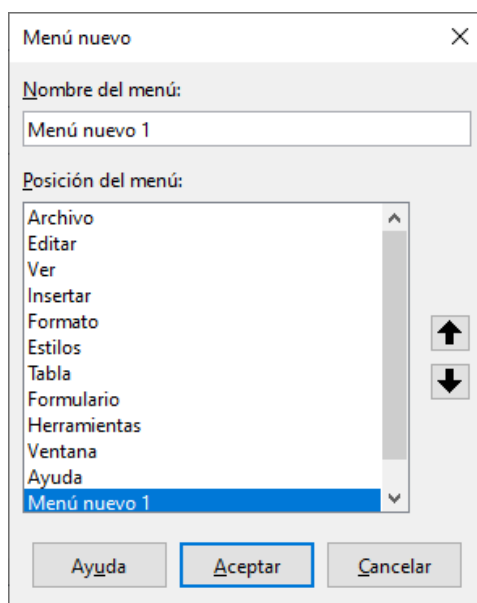 Menú nuevo
Nombre del menú:
Menú nuevo 1
Posición del menú:
Archivo
Editar
Ver
Insertar
Formato
Estilos
Tabla
Formulario
Herramientas
Ventana
Ayuda
Menú nuevo 1
Ayuda Aceptar Cancelar